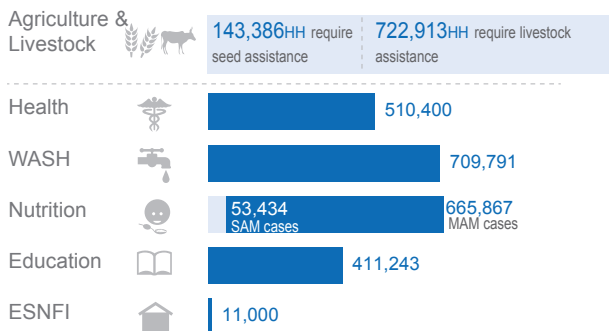 Agriculture &
Livestock
143,386HH require
seed assistance
722,913HH require livestock
assistance
Health
510,400
WASH
709,791
Nutrition
53,434
SAM cases
665,867
MAM cases
Education
411,243
ESNFI
11,000